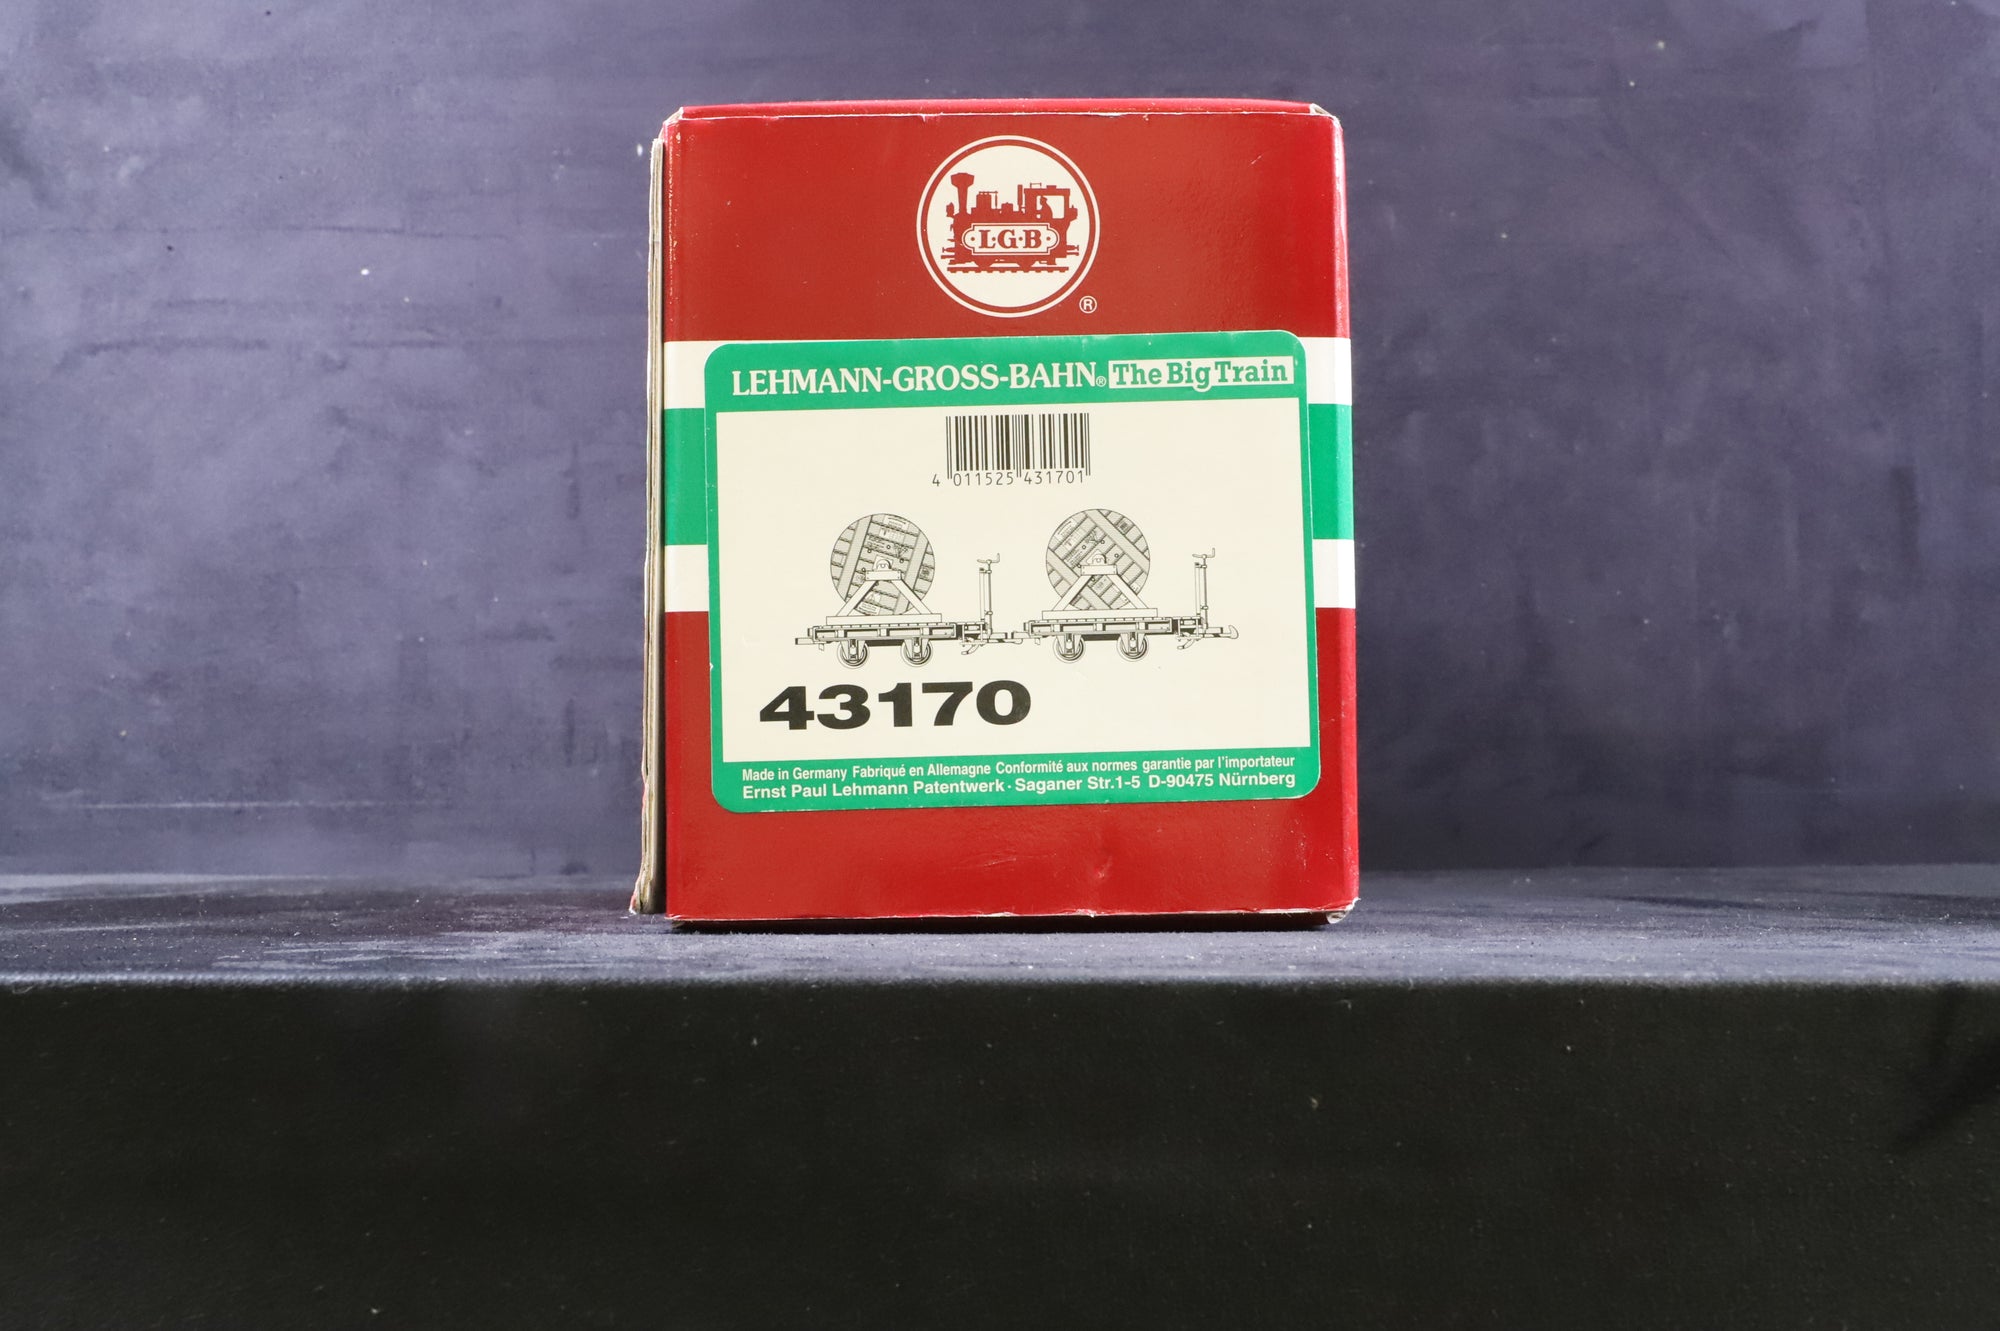 L·G·B
®
LEHMANN-GROSS-BAHN® The Big Train
4 011525 431701
43170
Made in Germany Fabriqué en Allemagne Conformité aux normes garantie par l'importateur
Ernst Paul Lehmann Patentwerk · Saganer Str.1-5 D-90475 Nürnberg